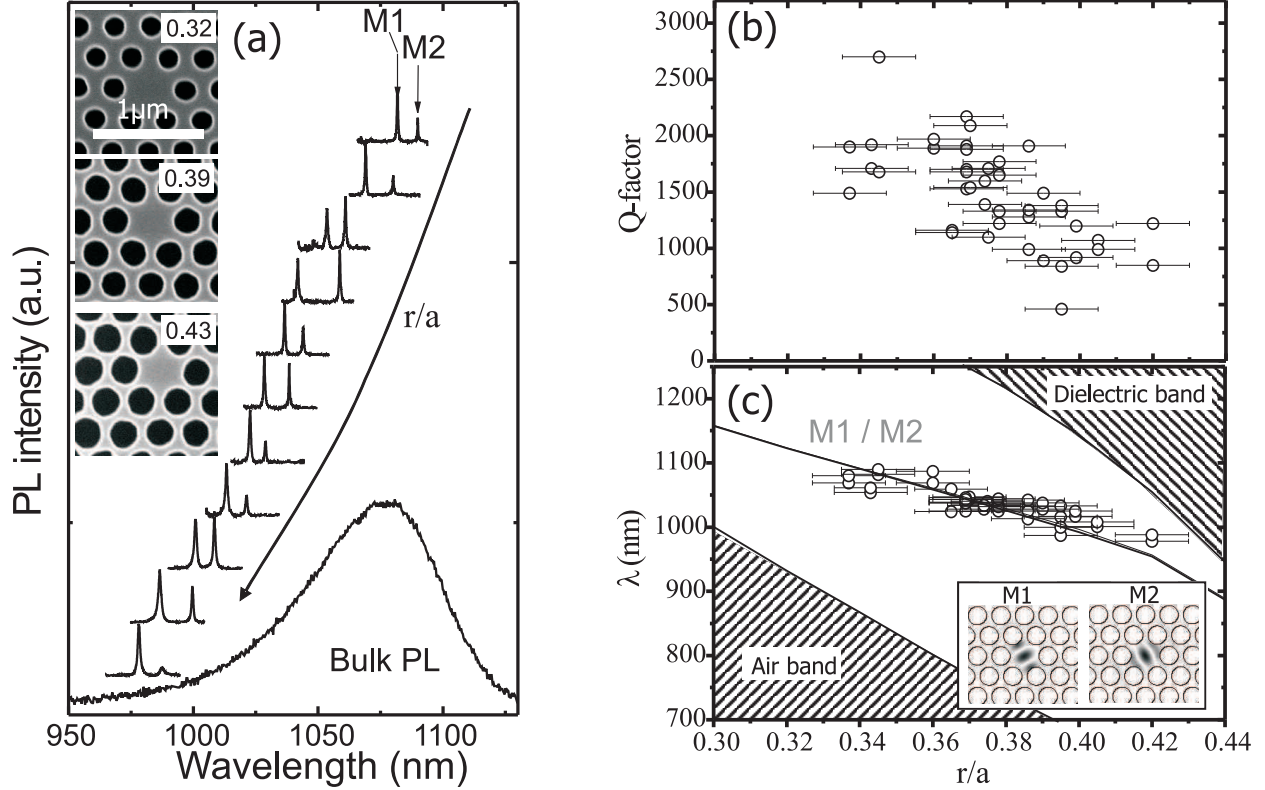 0.32
(a)
M1
M2
1µm
0.39
r/a
0.43
Bulk PL
PL intensity (a.u.)
950
1000
1050
1100
Wavelength (nm)
(b)
3000
2500
2000
1500
1000
500
0
Q-factor
(c)
Dielectric band
M1 / M2
1200
1100
1000
900
800
700
λ (nm)
M1
M2
Air band
0.30
0.32
0.34
0.36
0.38
0.40
0.42
0.44
r/a